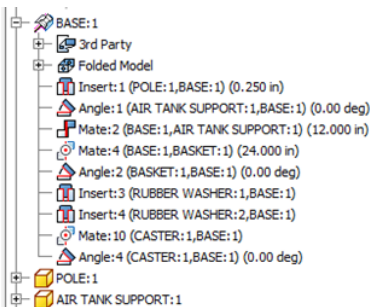 BASE:1
3rd Party
Folded Model
Insert:1 (POLE:1,BASE:1) (0.250 in)
Angle:1 (AIR TANK SUPPORT:1,BASE:1) (0.00 deg)
Mate:2 (BASE:1,AIR TANK SUPPORT:1) (12.000 in)
Mate:4 (BASE:1,BASKET:1) (24.000 in)
Angle:2 (BASKET:1,BASE:1) (0.00 deg)
Insert:3 (RUBBER WASHER:1,BASE:1)
Insert:4 (RUBBER WASHER:2,BASE:1)
Mate:10 (CASTER:1,BASE:1)
Angle:4 (CASTER:1,BASE:1) (0.00 deg)
POLE:1
AIR TANK SUPPORT:1